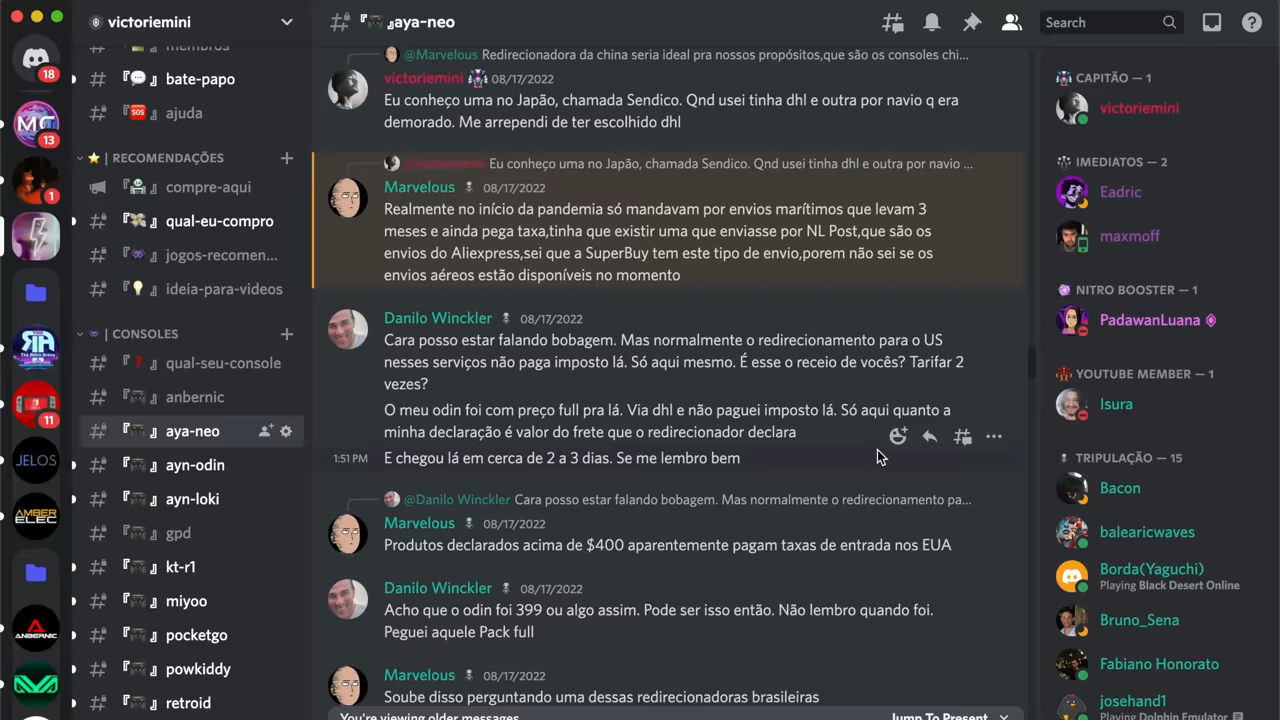 victoriemini
aya-neo
Search
18
13
1
11
JELOS
AMBER
ELEC
ANBERNIC
membros
bate-papo
ajuda
RECOMENDAÇÕES
compre-aqui
qual-eu-compro
jogos-recomen...
ideia-para-videos
CONSOLES
qual-seu-console
anbernic
aya-neo
ayn-odin
ayn-loki
gpd
kt-r1
miyoo
pocketgo
powkiddy
retroid
@Marvelous Redirecionadora da china seria ideal pra nossos propósitos,que são os consoles chi...
victoriemini 08/17/2022
Eu conheço uma no Japão, chamada Sendico. Qnd usei tinha dhl e outra por navio q era
demorado. Me arrependi de ter escolhido dhl
@victoriemini Eu conheço uma no Japão, chamada Sendico. Qnd usei tinha dhl e outra por navio ...
Marvelous 08/17/2022
Realmente no início da pandemia só mandavam por envios marítimos que levam 3
meses e ainda pega taxa,tinha que existir uma que enviasse por NL Post,que são os
envios do Aliexpress,sei que a SuperBuy tem este tipo de envio,porem não sei se os
envios aéreos estão disponíveis no momento
Danilo Winckler 08/17/2022
Cara posso estar falando bobagem. Mas normalmente o redirecionamento para o US
nesses serviços não paga imposto lá. Só aqui mesmo. É esse o receio de vocês? Tarifar 2
vezes?
O meu odin foi com preço full pra lá. Via dhl e não paguei imposto lá. Só aqui quanto a
minha declaração é valor do frete que o redirecionador declara
1:51 PM E chegou lá em cerca de 2 a 3 dias. Se me lembro bem
@Danilo Winckler Cara posso estar falando bobagem. Mas normalmente o redirecionamento pa...
Marvelous 08/17/2022
Produtos declarados acima de $400 aparentemente pagam taxas de entrada nos EUA
Danilo Winckler 08/17/2022
Acho que o odin foi 399 ou algo assim. Pode ser isso então. Não lembro quando foi.
Peguei aquele Pack full
Marvelous 08/17/2022
Soube disso perguntando uma dessas redirecionadoras brasileiras
You're viewing older messages Jump To Present
CAPITÃO — 1
victoriemini
IMEDIATOS — 2
Eadric
maxmoff
NITRO BOOSTER — 1
PadawanLuana
YOUTUBE MEMBER — 1
Isura
TRIPULAÇÃO — 15
Bacon
balearicwaves
Borda(Yaguchi)
Playing Black Desert Online
Bruno_Sena
Fabiano Honorato
josehand1
Playing Dolphin Emulator